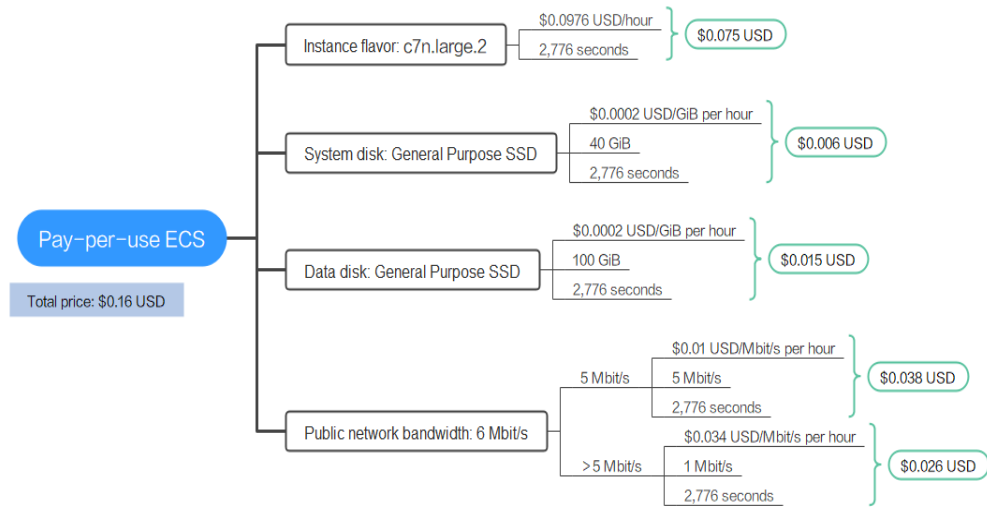 Pay-per-use ECS
Total price: $0.16 USD
Instance flavor: c7n.large.2
$0.0976 USD/hour
2,776 seconds
$0.075 USD
System disk: General Purpose SSD
$0.0002 USD/GiB per hour
40 GiB
2,776 seconds
$0.006 USD
Data disk: General Purpose SSD
$0.0002 USD/GiB per hour
100 GiB
2,776 seconds
$0.015 USD
Public network bandwidth: 6 Mbit/s
5 Mbit/s
$0.01 USD/Mbit/s per hour
5 Mbit/s
2,776 seconds
$0.038 USD
>5 Mbit/s
$0.034 USD/Mbit/s per hour
1 Mbit/s
2,776 seconds
$0.026 USD